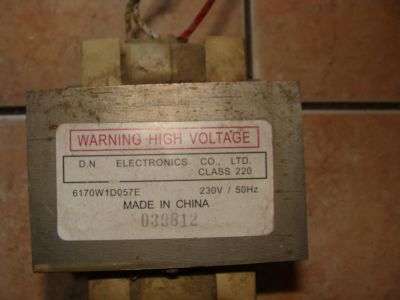 WARNING HIGH VOLTAGE
D.N ELECTRONICS CO., LTD.
CLASS 220
6170W1D057E 230V / 50Hz
MADE IN CHINA
039812